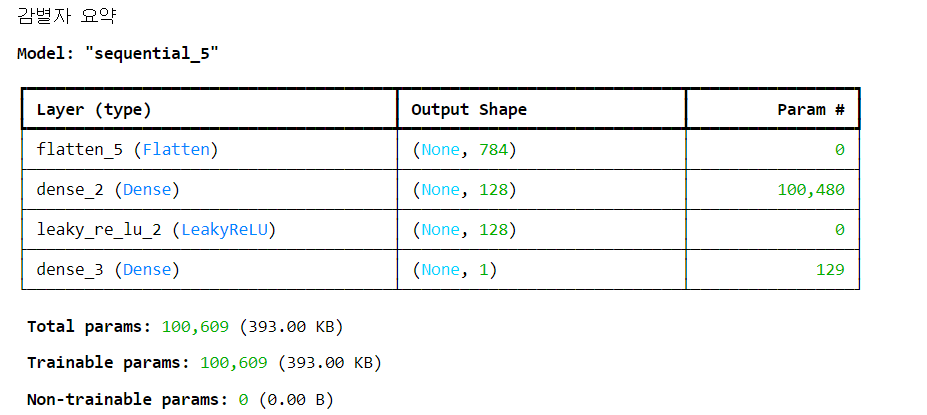 감별자 요약
Model: "sequential_5"
Layer (type) Output Shape Param #
flatten_5 (Flatten) (None, 784) 0
dense_2 (Dense) (None, 128) 100,480
leaky_re_lu_2 (LeakyReLU) (None, 128) 0
dense_3 (Dense) (None, 1) 129
Total params: 100,609 (393.00 KB)
Trainable params: 100,609 (393.00 KB)
Non-trainable params: 0 (0.00 B)